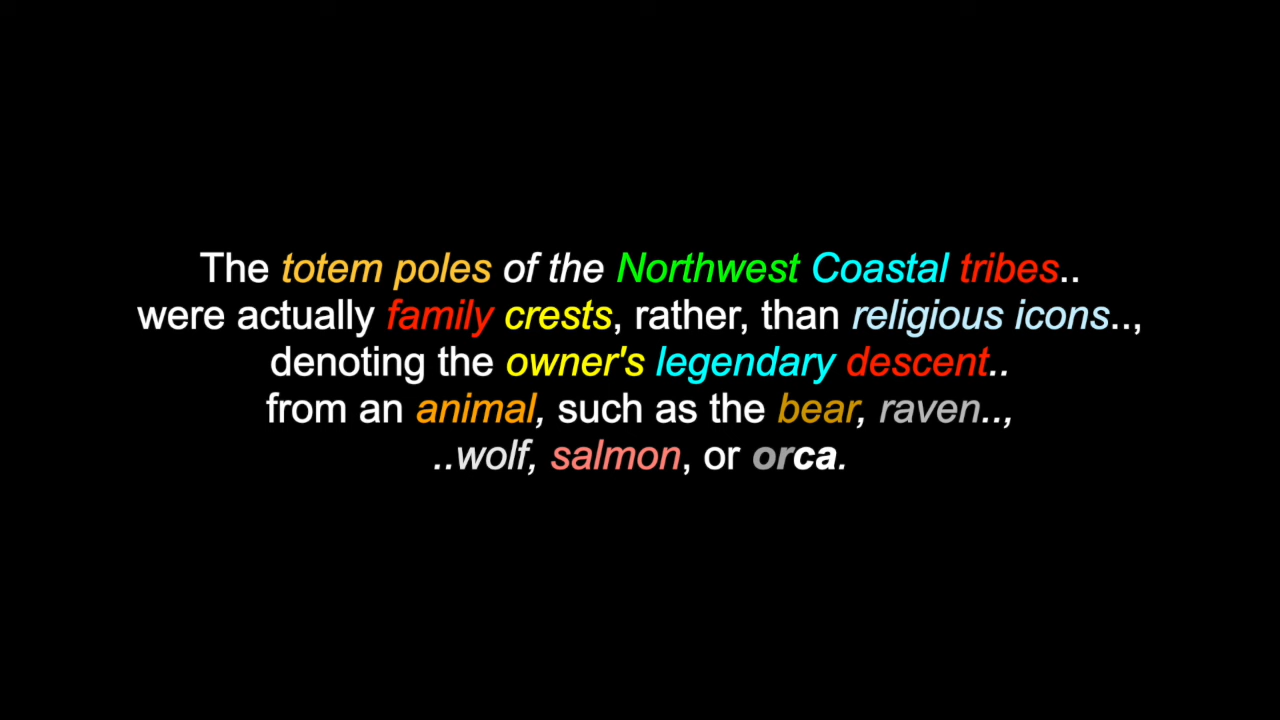 The totem poles of the Northwest Coastal tribes..
were actually family crests, rather, than religious icons..,
denoting the owner's legendary descent..
from an animal, such as the bear, raven..,
..wolf, salmon, or orca.